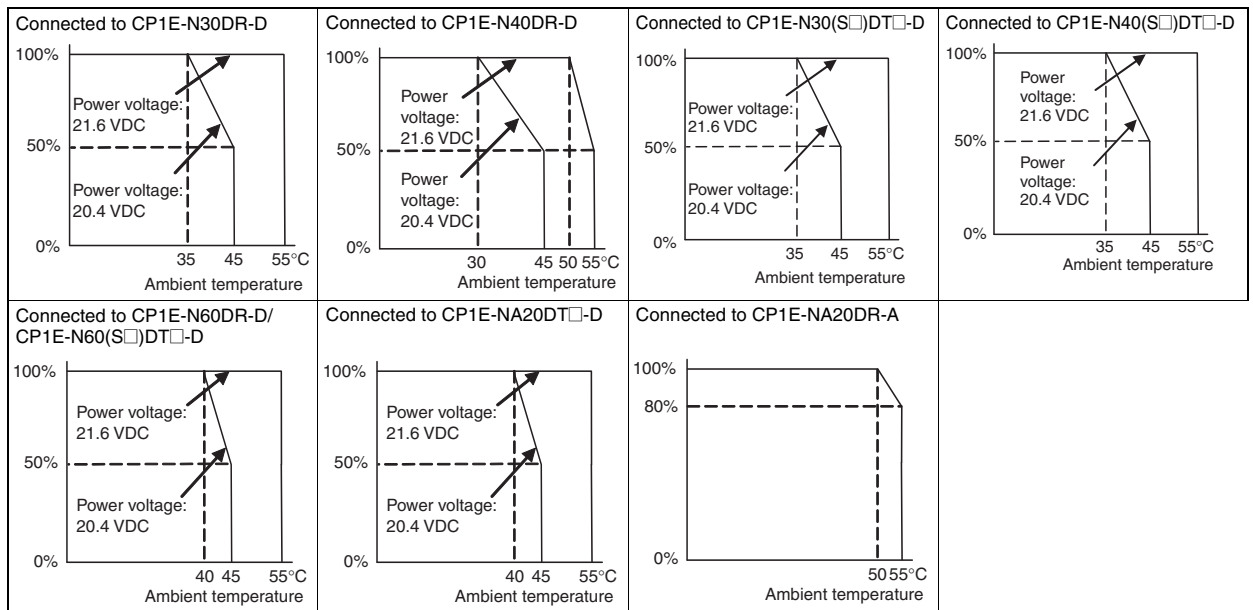 Connected to CP1E-N30DR-D
100%
Power voltage:
21.6 VDC
50%
Power voltage:
20.4 VDC
0%
35 45 55°C
Ambient temperature
Connected to CP1E-N40DR-D
100%
Power
voltage:
21.6 VDC
50%
Power
voltage:
20.4 VDC
0%
30 45 50 55°C
Ambient temperature
Connected to CP1E-N30(S□)DT□-D
100%
Power voltage:
21.6 VDC
50%
Power voltage:
20.4 VDC
0%
35 45 55°C
Ambient temperature
Connected to CP1E-N40(S□)DT□-D
100%
Power
voltage:
21.6 VDC
50%
Power
voltage:
20.4 VDC
0%
35 45 55°C
Ambient temperature
Connected to CP1E-N60DR-D/
CP1E-N60(S□)DT□-D
100%
Power voltage:
21.6 VDC
50%
Power voltage:
20.4 VDC
0%
40 45 55°C
Ambient temperature
Connected to CP1E-NA20DT□-D
100%
Power voltage:
21.6 VDC
50%
Power voltage:
20.4 VDC
0%
40 45 55°C
Ambient temperature
Connected to CP1E-NA20DR-A
100%
80%
0%
50 55°C
Ambient temperature